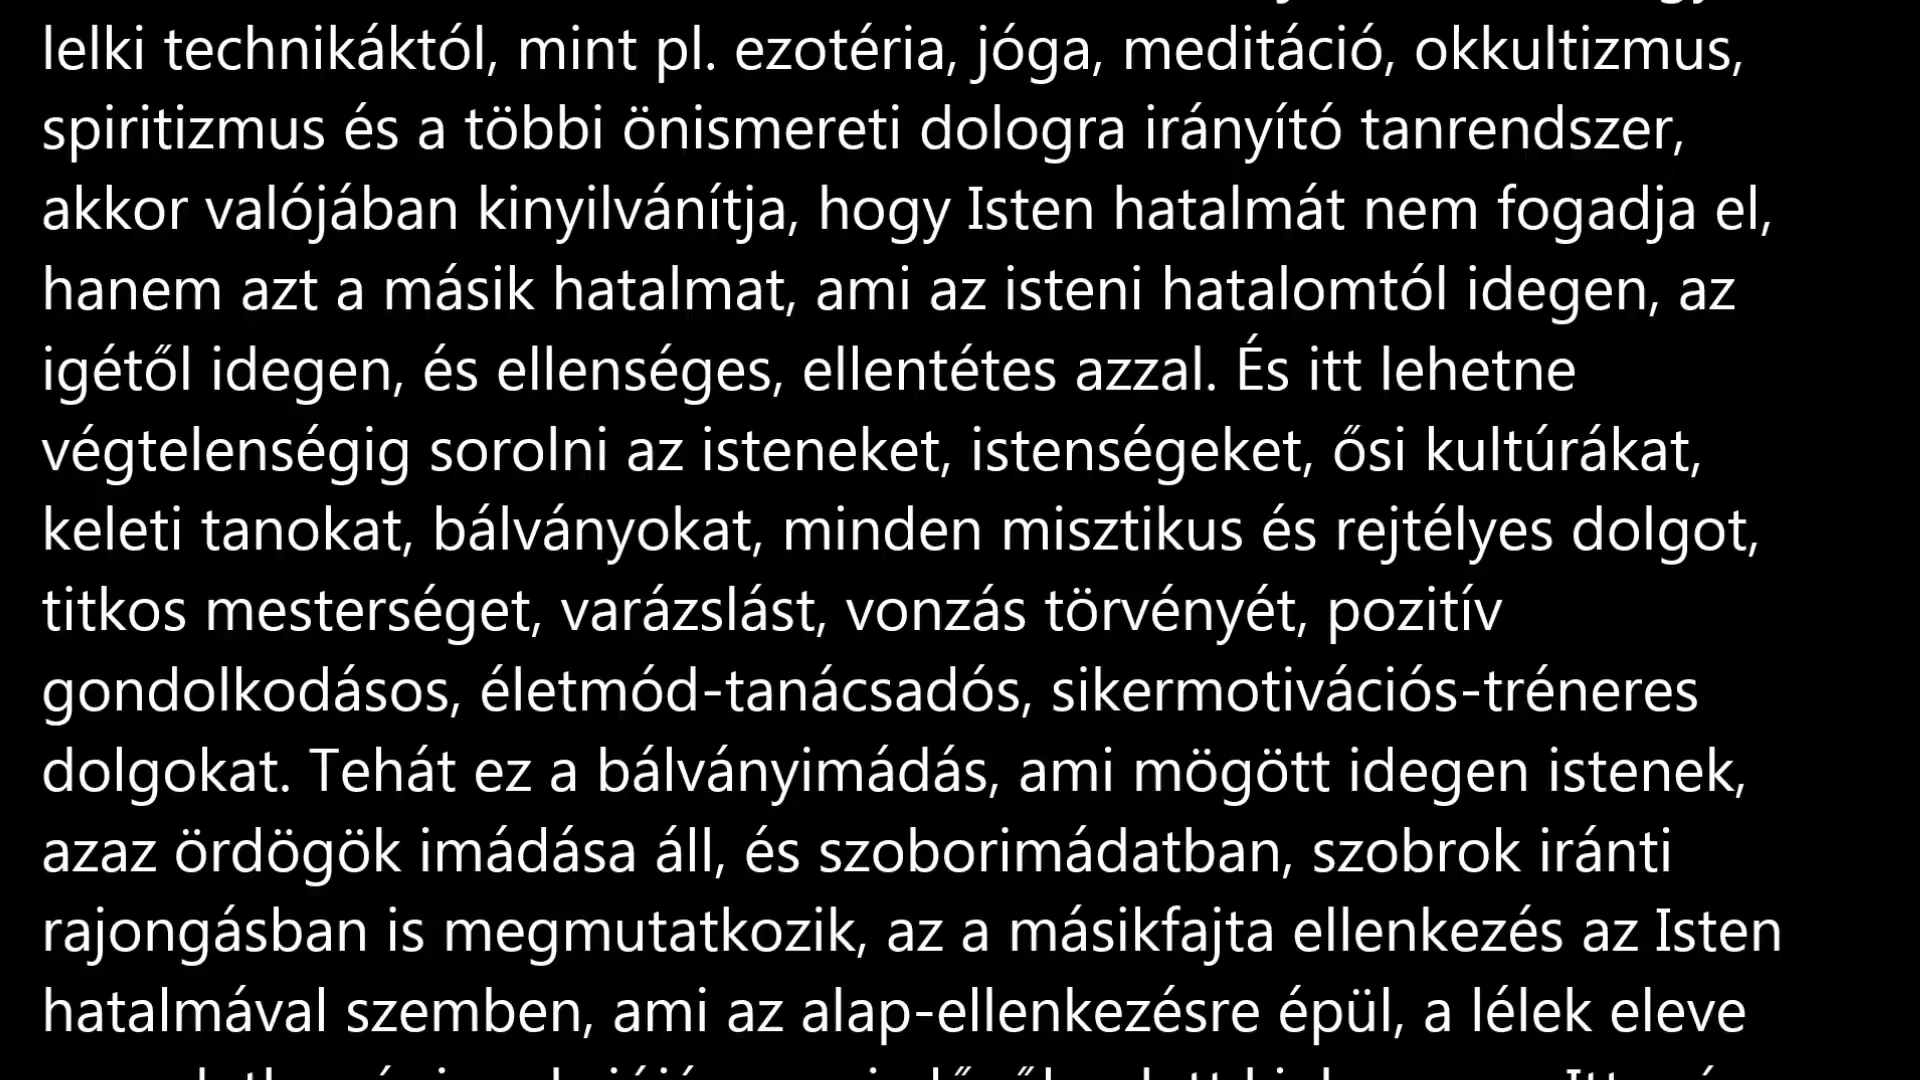 lelki technikáktól, mint pl. ezotéria, jóga, meditáció, okkultizmus,
spiritizmus és a többi önismereti dologra irányító tanrendszer,
akkor valójában kinyilvánítja, hogy Isten hatalmát nem fogadja el,
hanem azt a másik hatalmat, ami az isteni hatalomtól idegen, az
igétől idegen, és ellenséges, ellentétes azzal. És itt lehetne
végtelenségig sorolni az isteneket, istenségeket, ősi kultúrákat,
keleti tanokat, bálványokat, minden misztikus és rejtélyes dolgot,
titkos mesterséget, varázslást, vonzás törvényét, pozitív
gondolkodásos, életmód-tanácsadós, sikermotivációs-tréneres
dolgokat. Tehát ez a bálványimádás, ami mögött idegen istenek,
azaz ördögök imádása áll, és szoborimádatban, szobrok iránti
rajongásban is megmutatkozik, az a másikfajta ellenkezés az Isten
hatalmával szemben, ami az alap-ellenkezésre épül, a lélek eleve